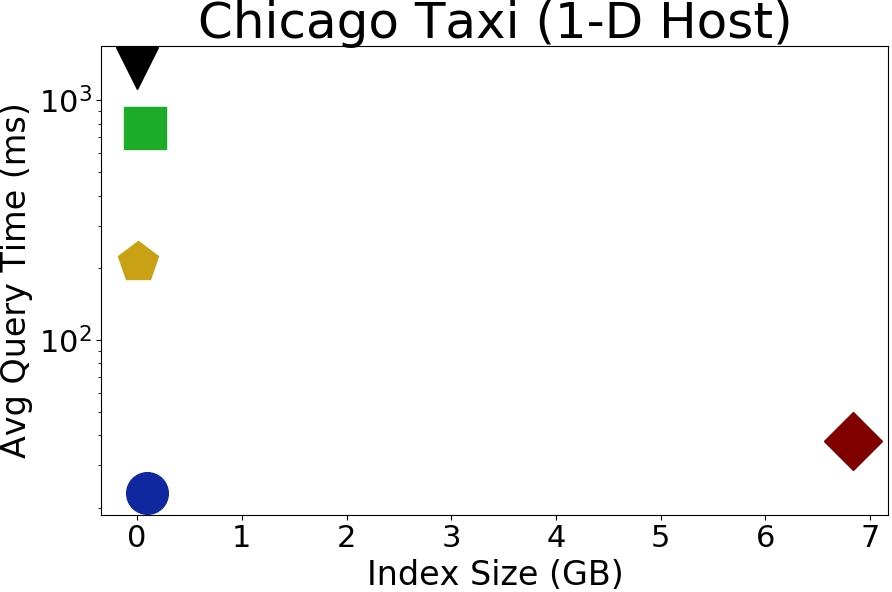 Chicago Taxi (1-D Host)
Avg Query Time (ms)
10³
10²
0 1 2 3 4 5 6 7
Index Size (GB)